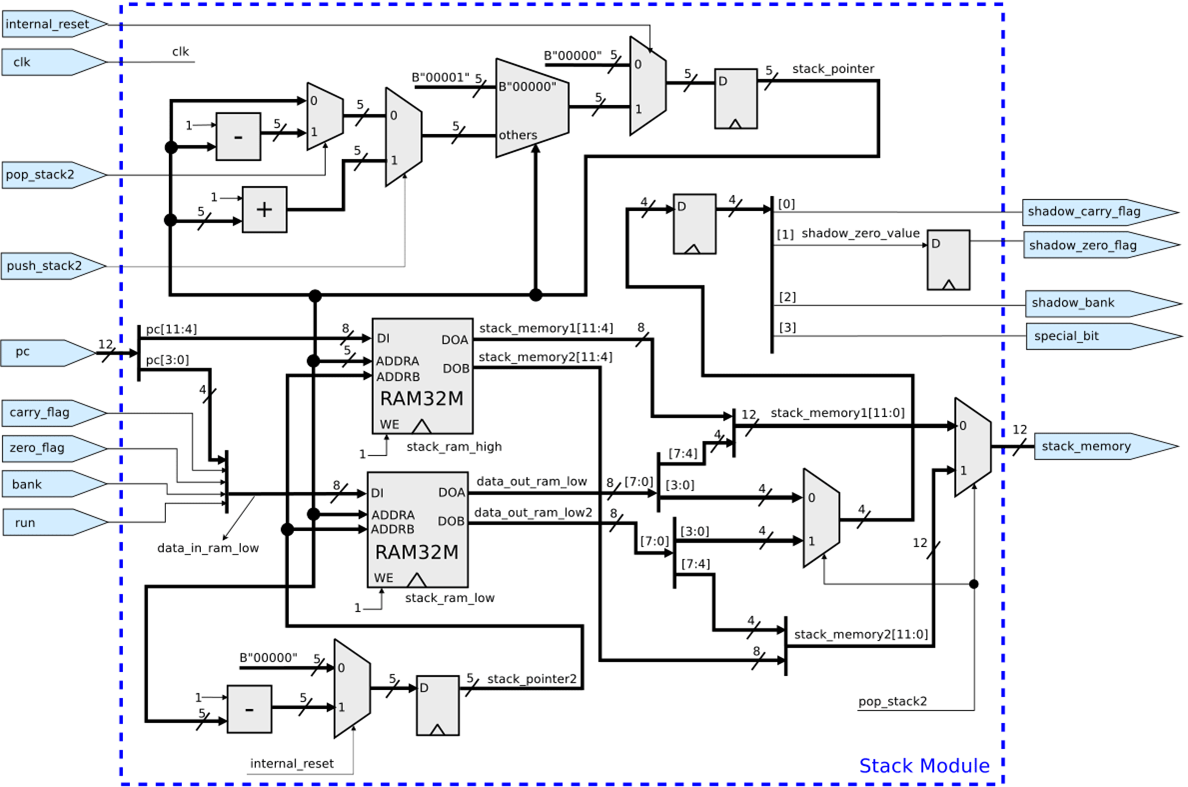 internal_reset
clk
clk
B"00000"
5
0
1
5
D
5
stack_pointer
B"00001"
5
B"00000"
others
5
0
1
5
0
1
5
1
-
5
5
pop_stack2
1
+
5
push_stack2
4
D
4
[0]
shadow_carry_flag
[1]
shadow_zero_value
D
shadow_zero_flag
[2]
shadow_bank
[3]
special_bit
pc
12
pc[11:4]
8
pc[3:0]
4
5
DI
ADDRA
ADDRB
DOA
DOB
RAM32M
WE
1
stack_ram_high
stack_memory1[11:4]
8
stack_memory2[11:4]
carry_flag
zero_flag
bank
run
data_in_ram_low
8
DI
ADDRA
ADDRB
DOA
DOB
RAM32M
WE
1
stack_ram_low
data_out_ram_low
8
[7:0]
data_out_ram_low2
8
[7:0]
[7:4]
4
[3:0]
4
[3:0]
4
[7:4]
4
8
12
stack_memory1[11:0]
0
1
12
stack_memory
0
1
4
12
stack_memory2[11:0]
pop_stack2
B"00000"
5
0
1
1
-
5
5
5
D
5
stack_pointer2
internal_reset
Stack Module